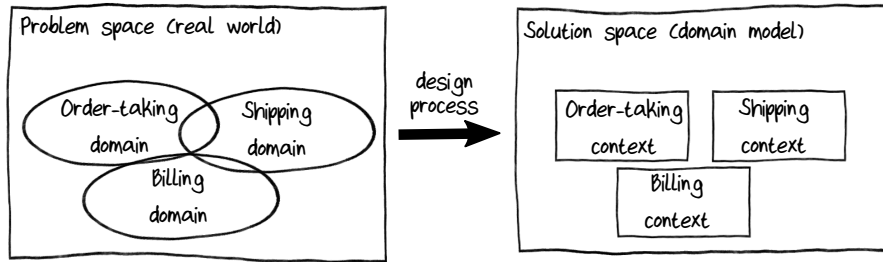 Problem space (real world)
Order-taking
domain
Shipping
domain
Billing
domain
design
process
Solution space (domain model)
Order-taking
context
Shipping
context
Billing
context